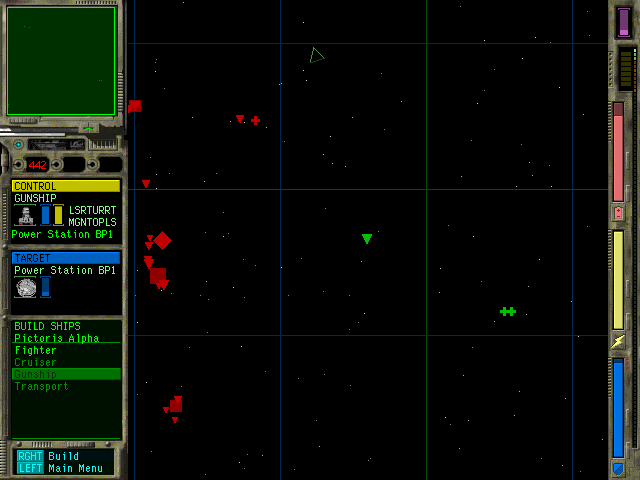 442
CONTROL
GUNSHIP
LSRTURRT
MGNTOPLS
Power Station BP1
TARGET
Power Station BP1
BUILD SHIPS
Pictoris Alpha
Fighter
Cruiser
Gunship
Transport
RGHT Build
LEFT Main Menu